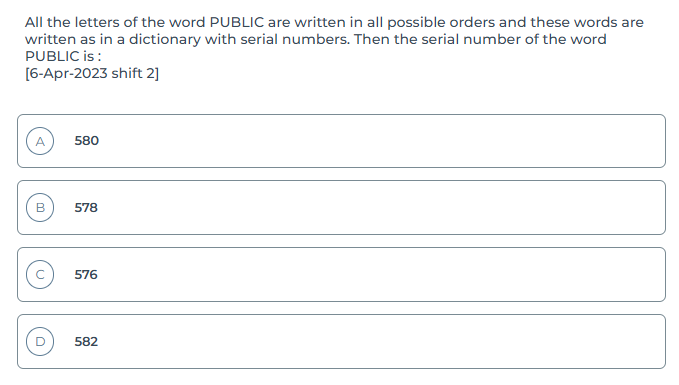 All the letters of the word PUBLIC are written in all possible orders and these words are
written as in a dictionary with serial numbers. Then the serial number of the word
PUBLIC is :
[6-Apr-2023 shift 2]
A 580
B 578
C 576
D 582